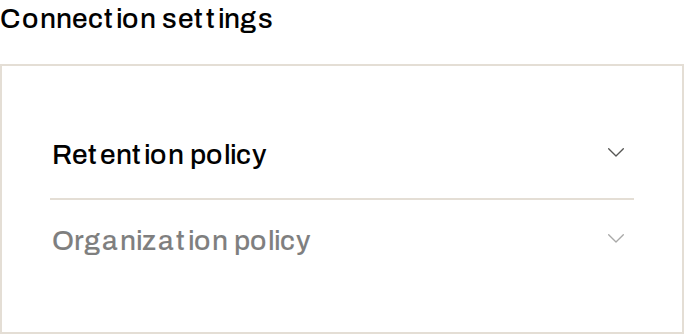 Connection settings
Retention policy
Organization policy